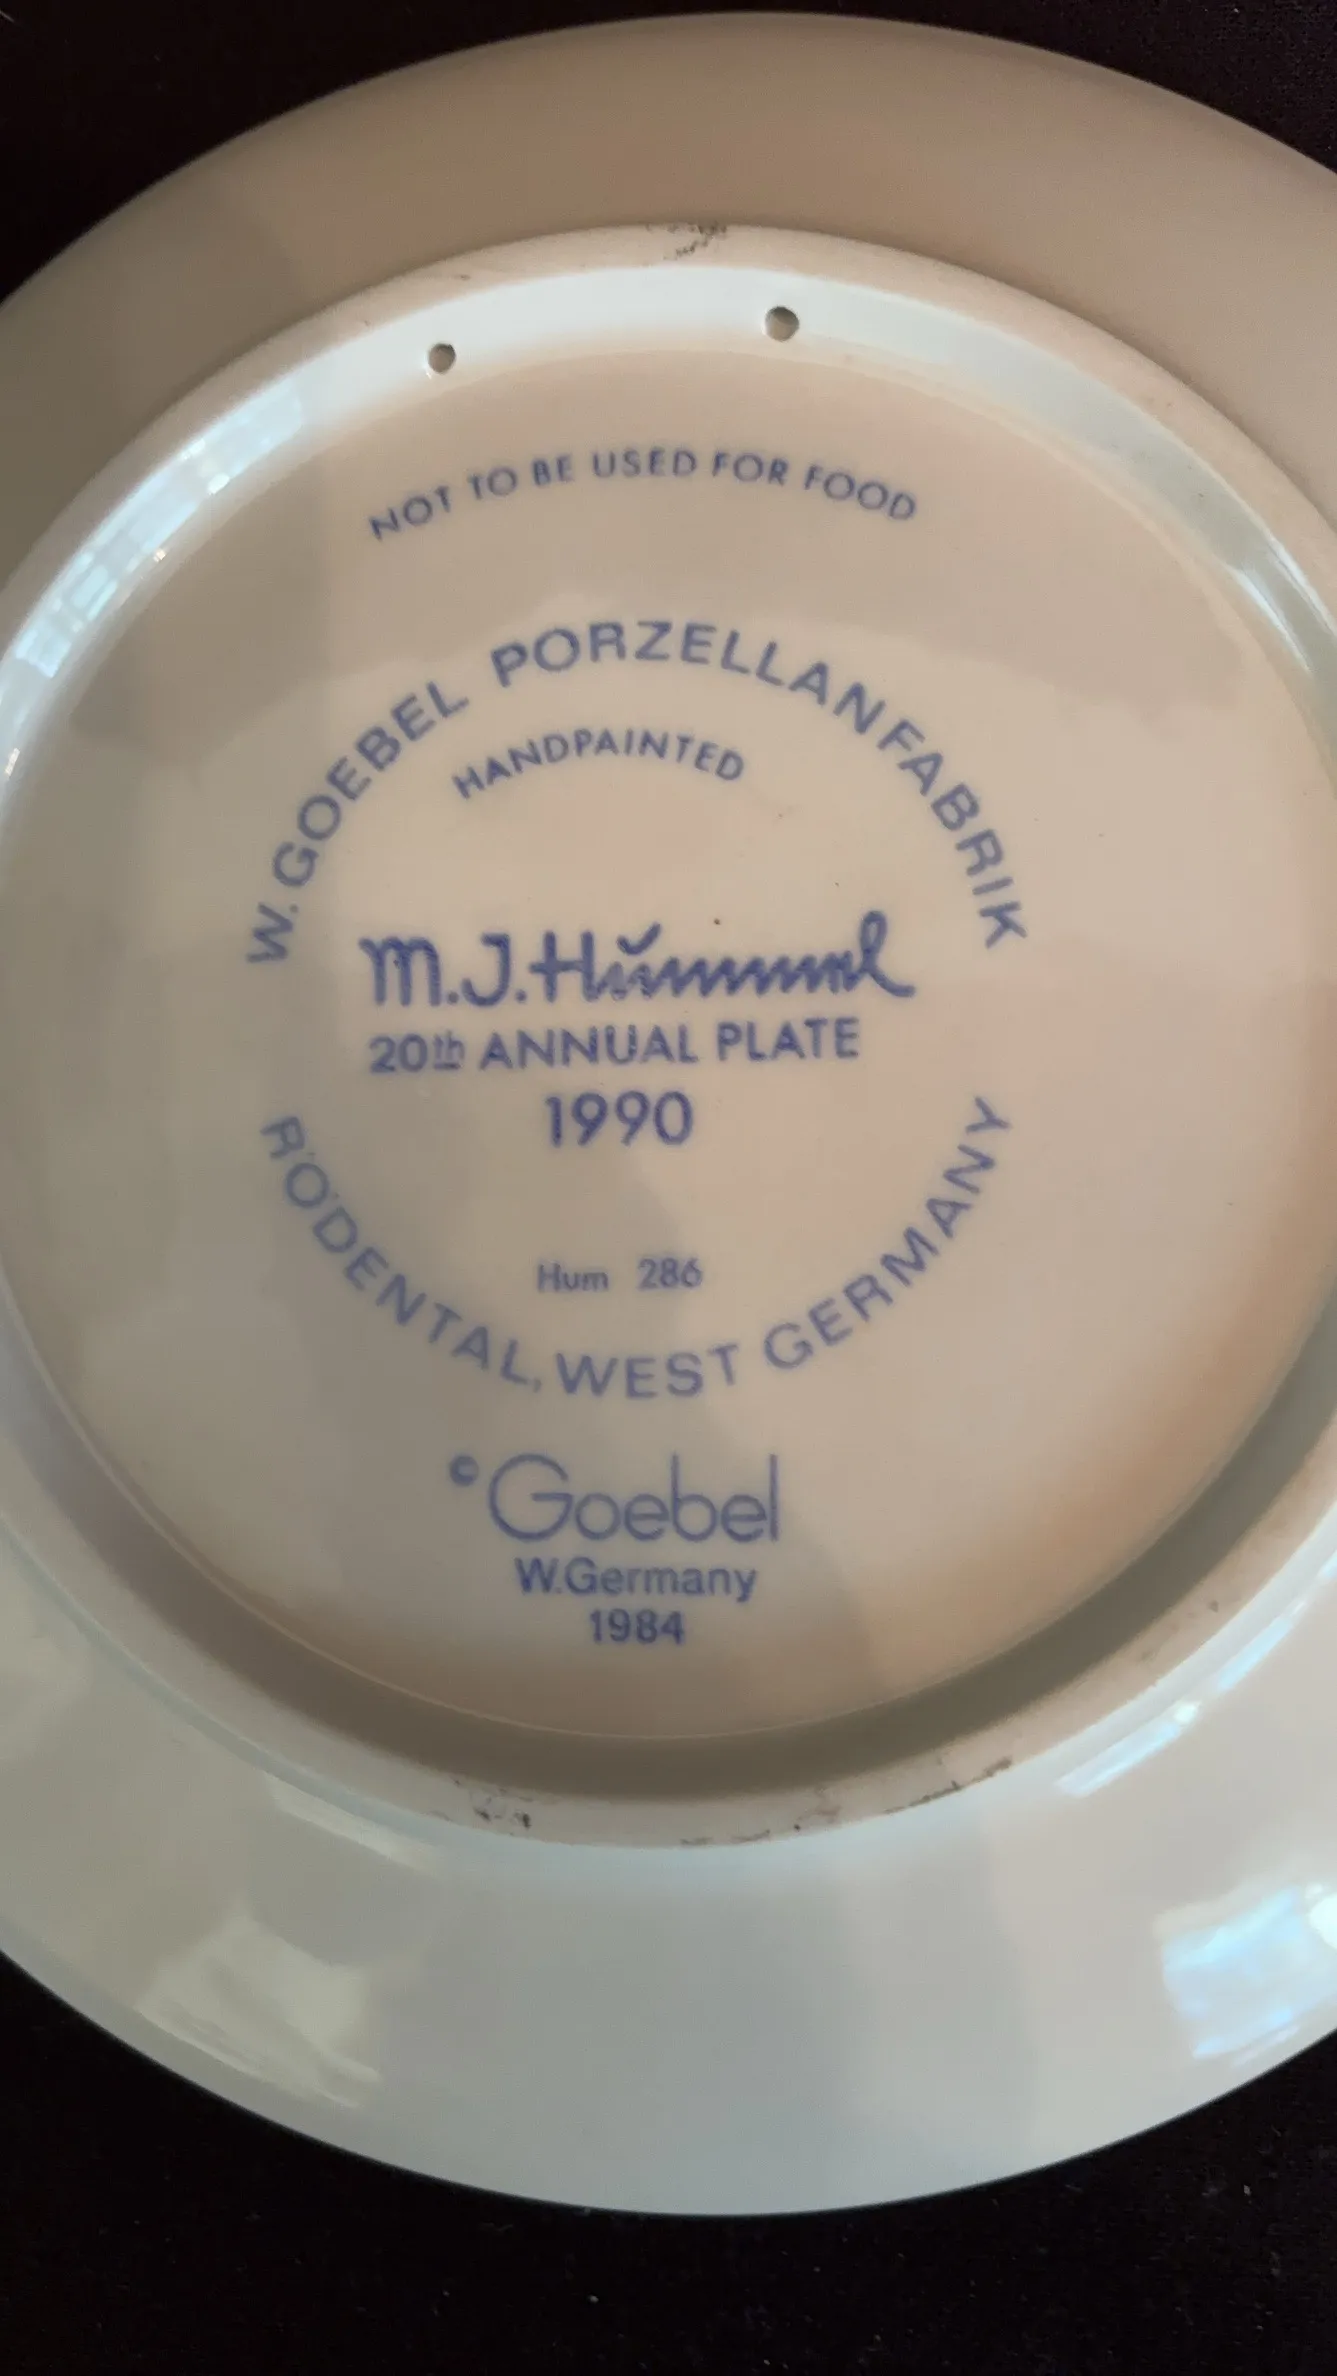 NOT TO BE USED FOR FOOD
W. GOEBEL PORZELLANFABRIK
HANDPAINTED
M.J.Hummel
20th ANNUAL PLATE
1990
Hum 286
RÖDENTAL, WEST GERMANY
© Goebel
W.Germany
1984